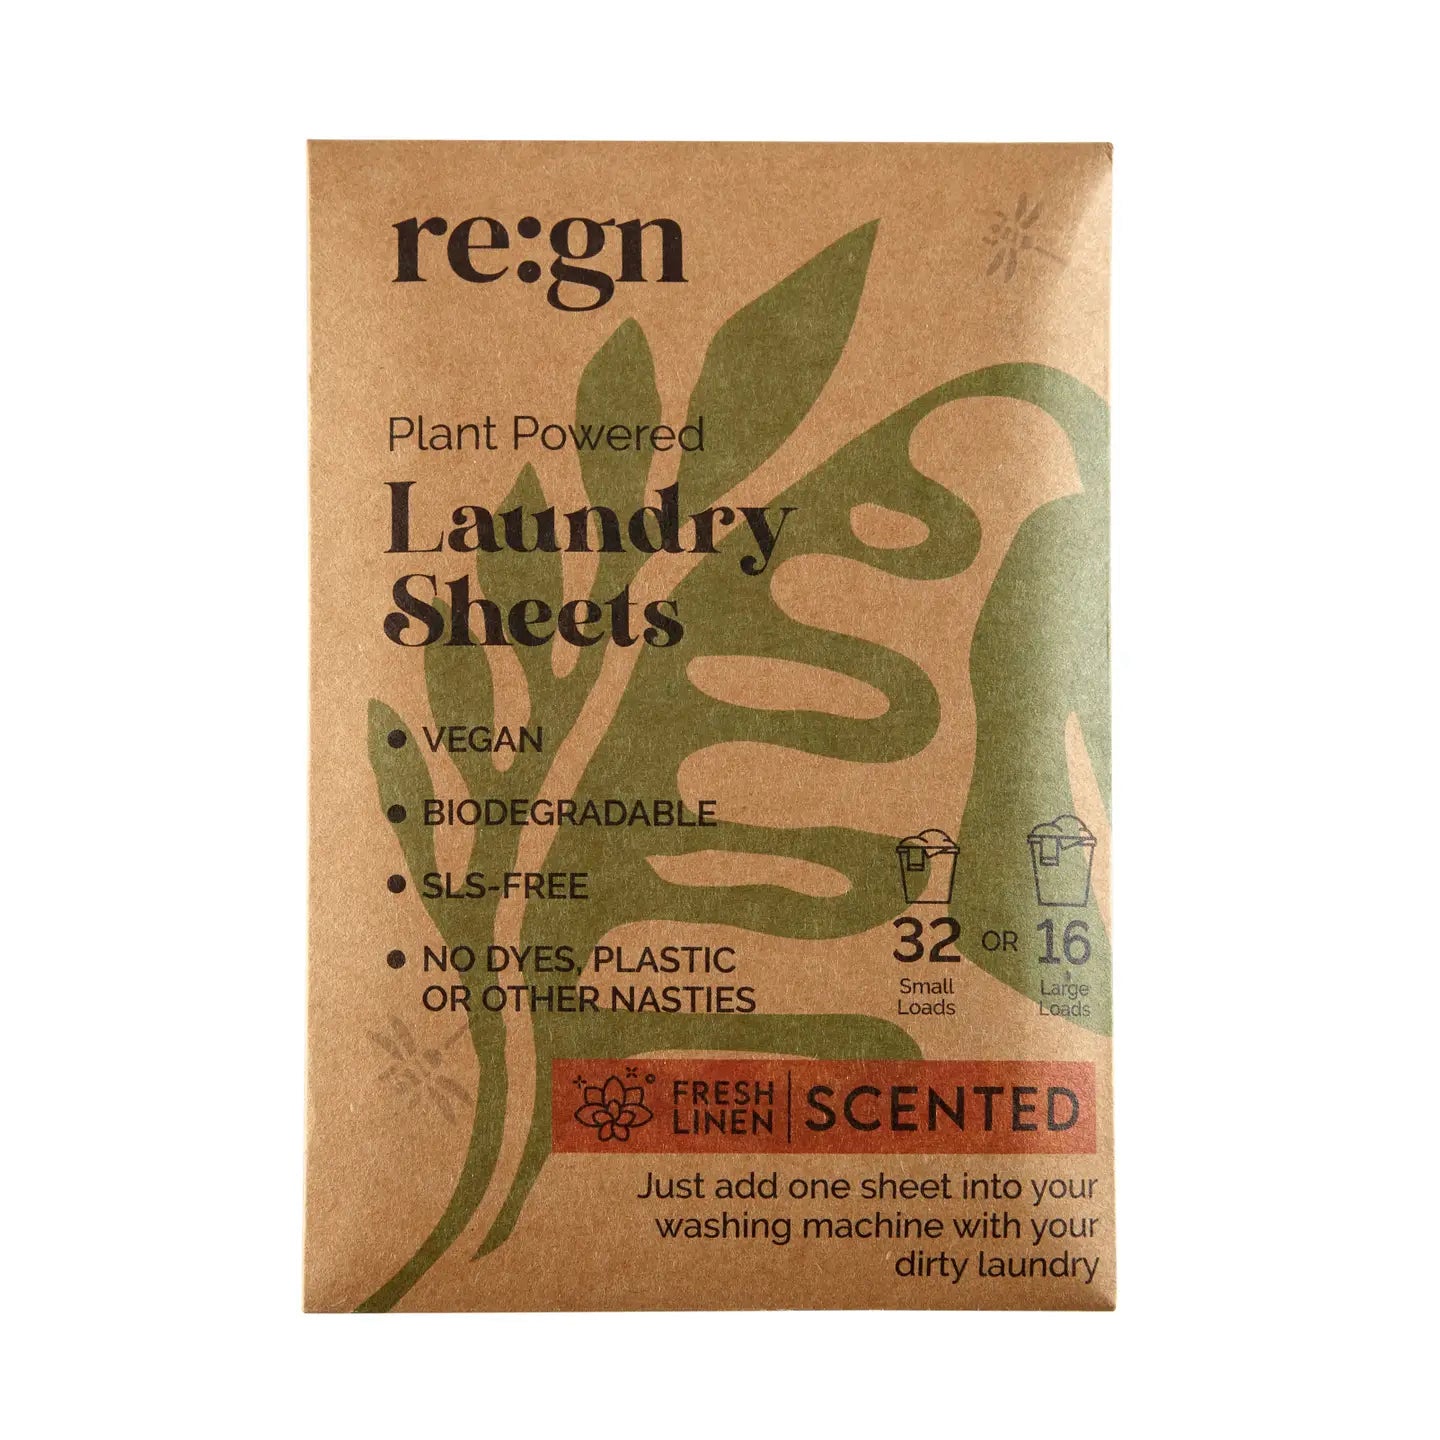 re:gn
Plant Powered
Laundry
Sheets
• VEGAN
• BIODEGRADABLE
• SLS-FREE
• NO DYES, PLASTIC
OR OTHER NASTIES
32 OR 16
Small Loads
Large Loads
FRESH LINEN | SCENTED
Just add one sheet into your
washing machine with your
dirty laundry